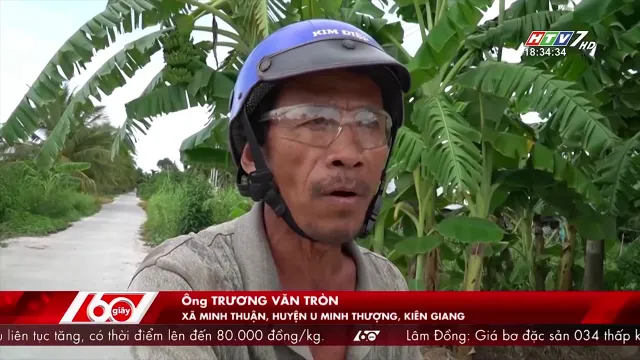 KIM ĐIỀN
HTV7 HD
18:34:34
60 giây
Ông TRƯƠNG VĂN TRÒN
XÃ MINH THUẬN, HUYỆN U MINH THƯỢNG, KIÊN GIANG
ều liên tục tăng, có thời điểm lên đến 80.000 đồng/kg. 60 Lâm Đồng: Giá bơ đặc sản 034 thấp k